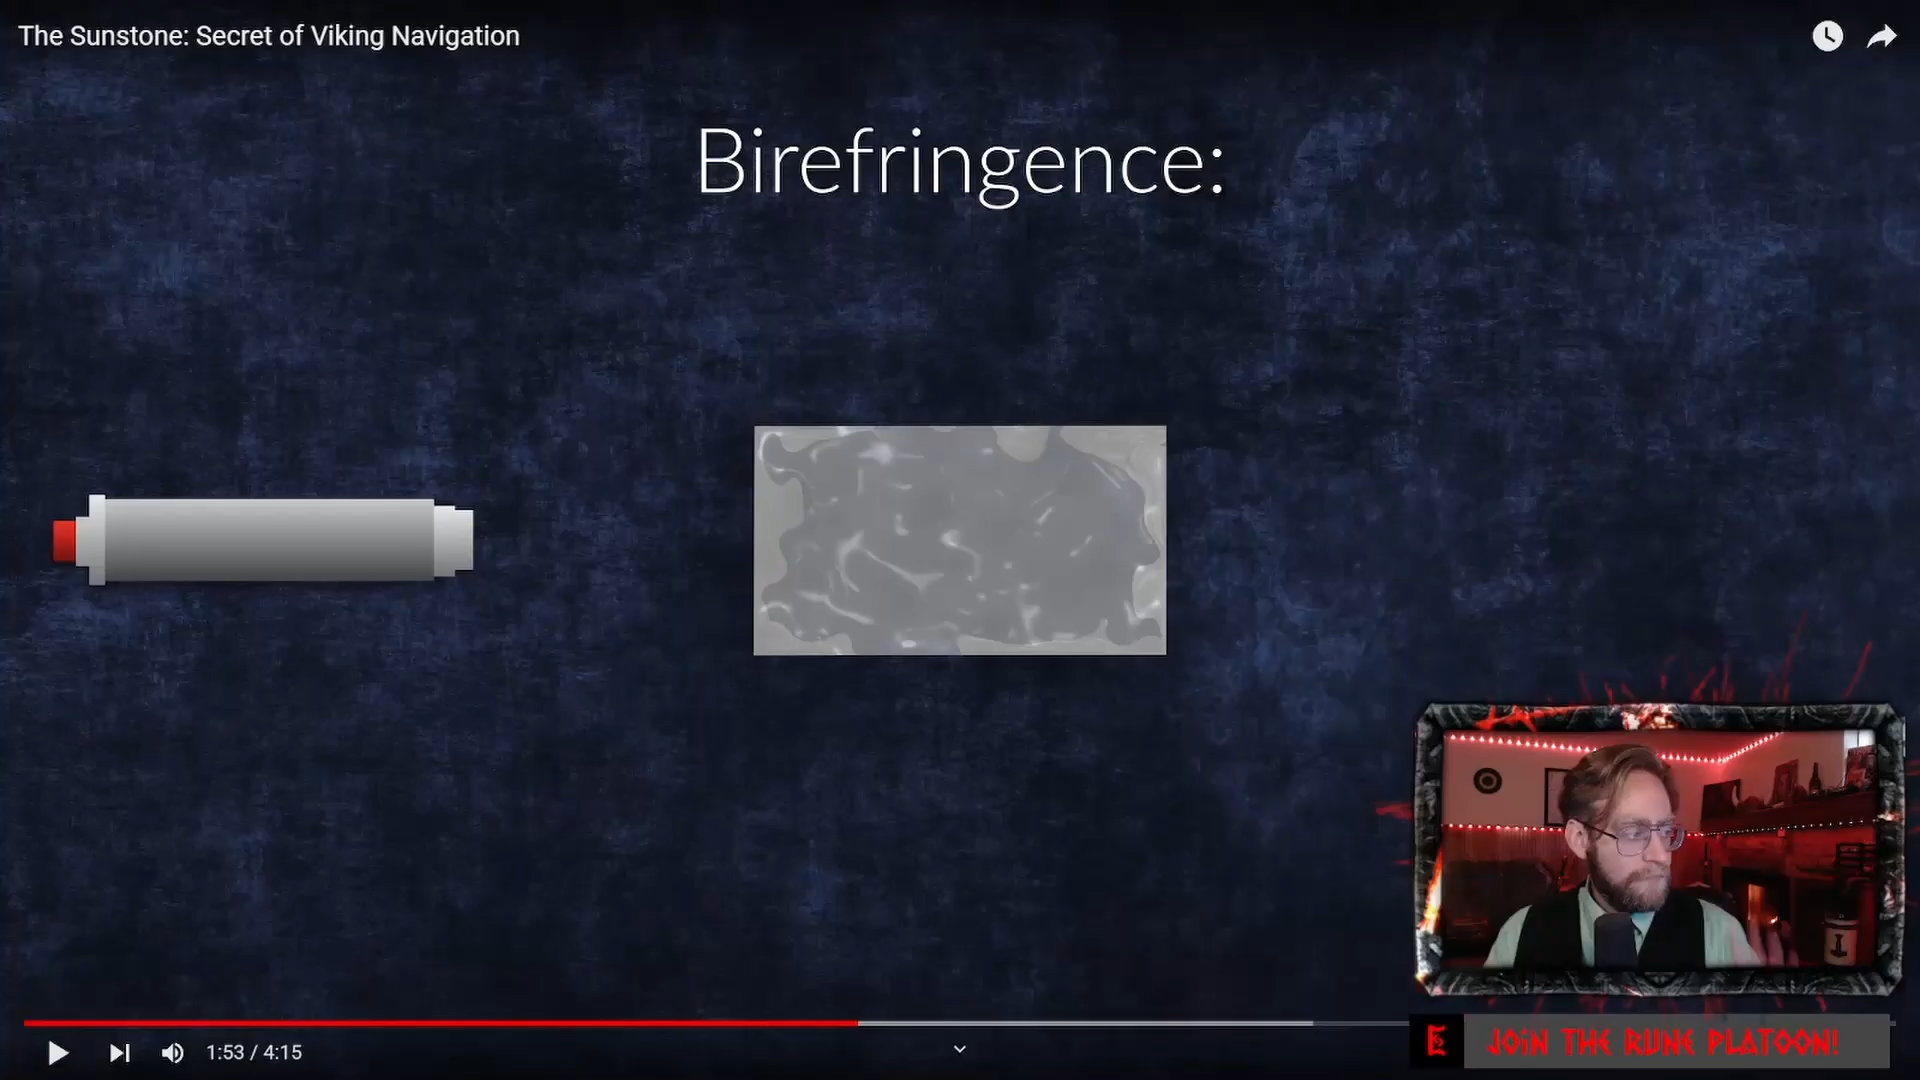 The Sunstone: Secret of Viking Navigation
Birefringence:
1:53 / 4:15
JOIN THE RUNE PLATOON!